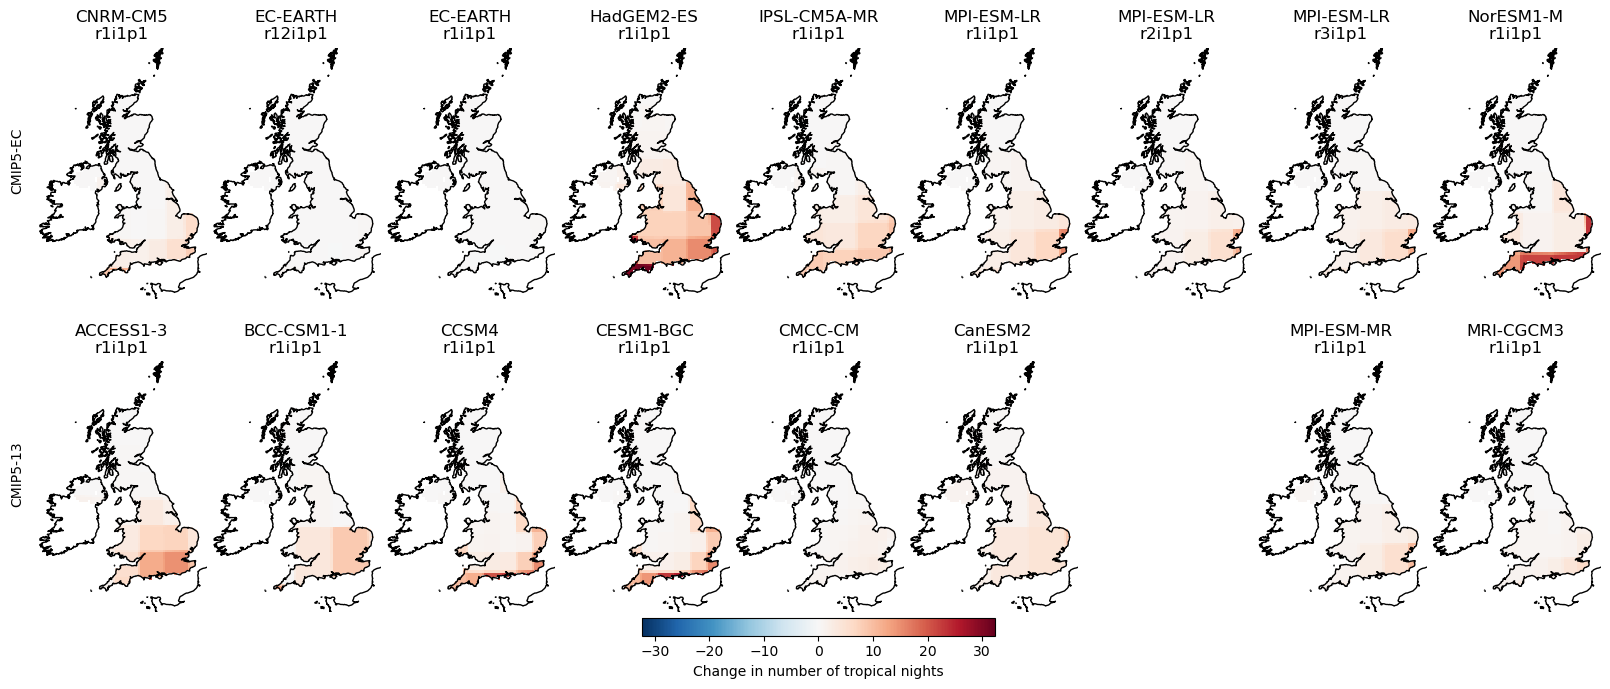 CNRM-CM5
r1i1p1
EC-EARTH
r12i1p1
EC-EARTH
r1i1p1
HadGEM2-ES
r1i1p1
IPSL-CM5A-MR
r1i1p1
MPI-ESM-LR
r1i1p1
MPI-ESM-LR
r2i1p1
MPI-ESM-LR
r3i1p1
NorESM1-M
r1i1p1
CMIP5-EC
ACCESS1-3
r1i1p1
BCC-CSM1-1
r1i1p1
CCSM4
r1i1p1
CESM1-BGC
r1i1p1
CMCC-CM
r1i1p1
CanESM2
r1i1p1
MPI-ESM-MR
r1i1p1
MRI-CGCM3
r1i1p1
CMIP5-13
−30 −20 −10 0 10 20 30
Change in number of tropical nights